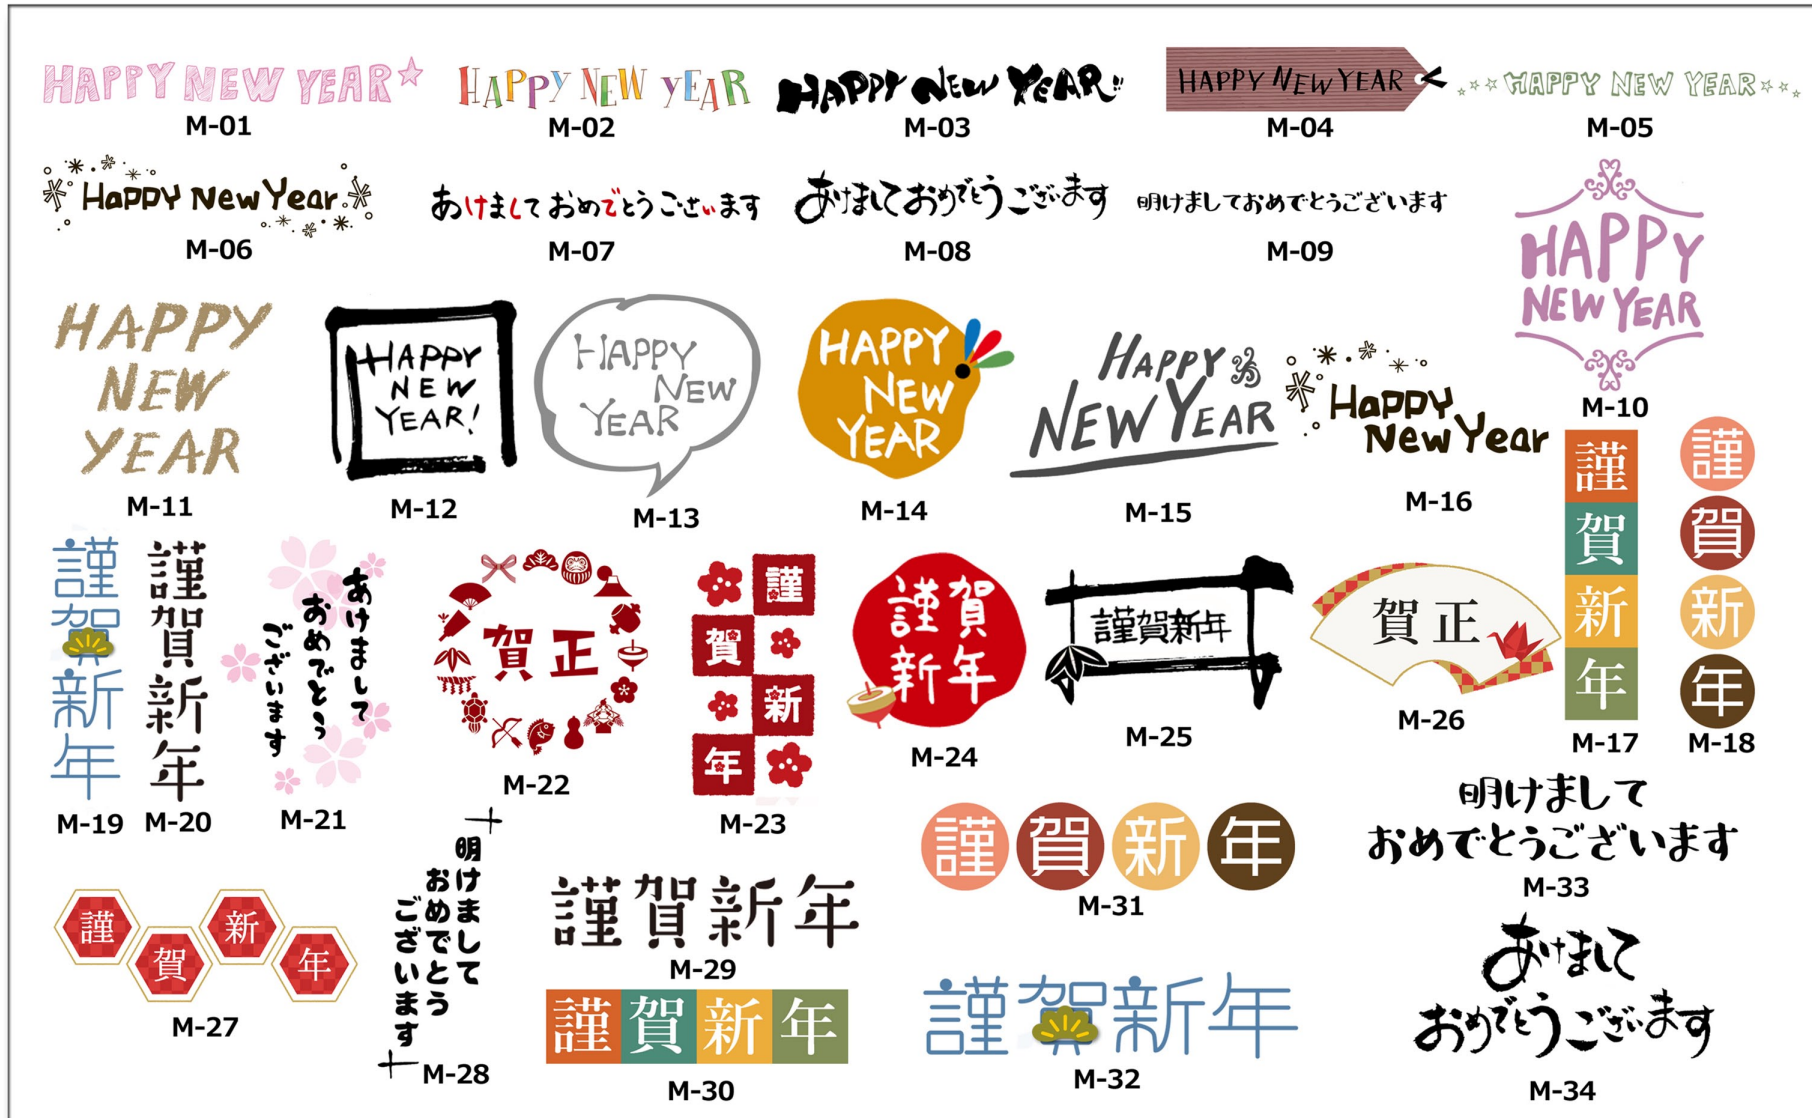 HAPPY NEW YEAR
M-01
HAPPY NEW YEAR
M-02
HAPPY NEW YEAR!!
M-03
HAPPY NEW YEAR
M-04
HAPPY NEW YEAR
M-05
Happy New Year
M-06
あけましておめでとうございます
M-07
あけましておめでとうございます
M-08
明けましておめでとうございます
M-09
HAPPY
NEW YEAR
M-10
HAPPY
NEW
YEAR
M-11
HAPPY
NEW
YEAR!
M-12
HAPPY
NEW
YEAR
M-13
HAPPY
NEW
YEAR
M-14
HAPPY
NEW YEAR
M-15
Happy
New Year
M-16
謹賀新年
M-17
謹賀新年
M-18
謹賀新年
M-19
謹賀新年
M-20
あけまして
おめでとう
ございます
M-21
賀正
M-22
謹賀新年
M-23
謹賀
新年
M-24
謹賀新年
M-25
賀正
M-26
謹賀新年
M-27
明けまして
おめでとう
ございます
M-28
謹賀新年
M-29
謹賀新年
M-30
謹賀新年
M-31
謹賀新年
M-32
明けまして
おめでとうございます
M-33
あけまして
おめでとうございます
M-34